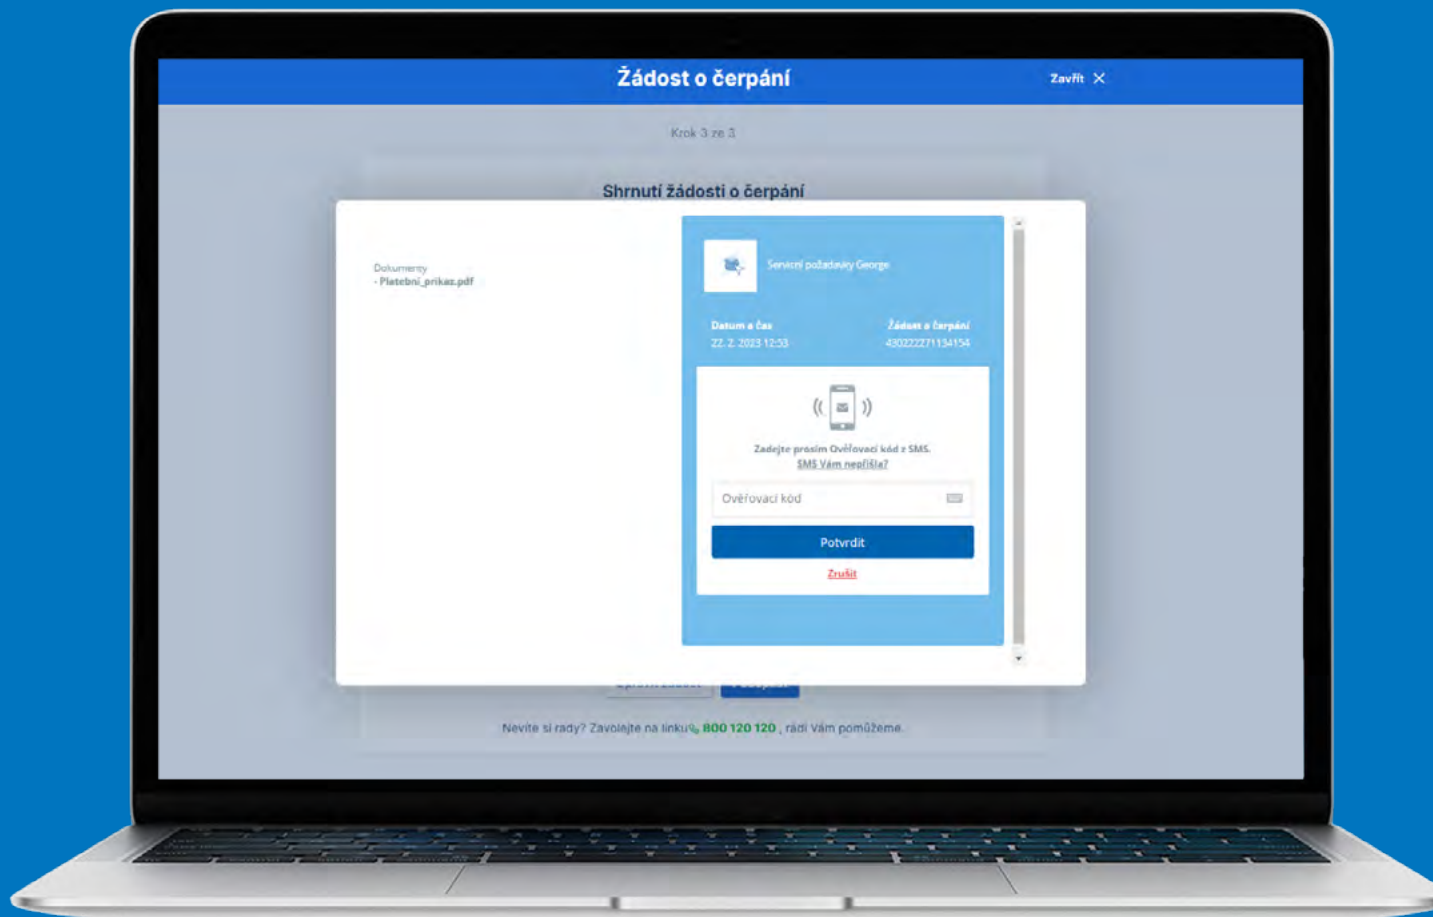 Žádost o čerpání
Zavřít
Krok 3 ze 3
Shrnutí žádosti o čerpání
Dokumenty
- Platebni_prikaz.pdf
Servisní požadavky George
Datum a čas
Žádost o čerpání
22. 2. 2023 12:53
430222271134154
Zadejte prosím Ověřovací kód z SMS.
SMS Vám nepřišla?
Ověřovací kód
Potvrdit
Zrušit
Nevíte si rady? Zavolejte na linku 800 120 120 , rádi Vám pomůžeme.